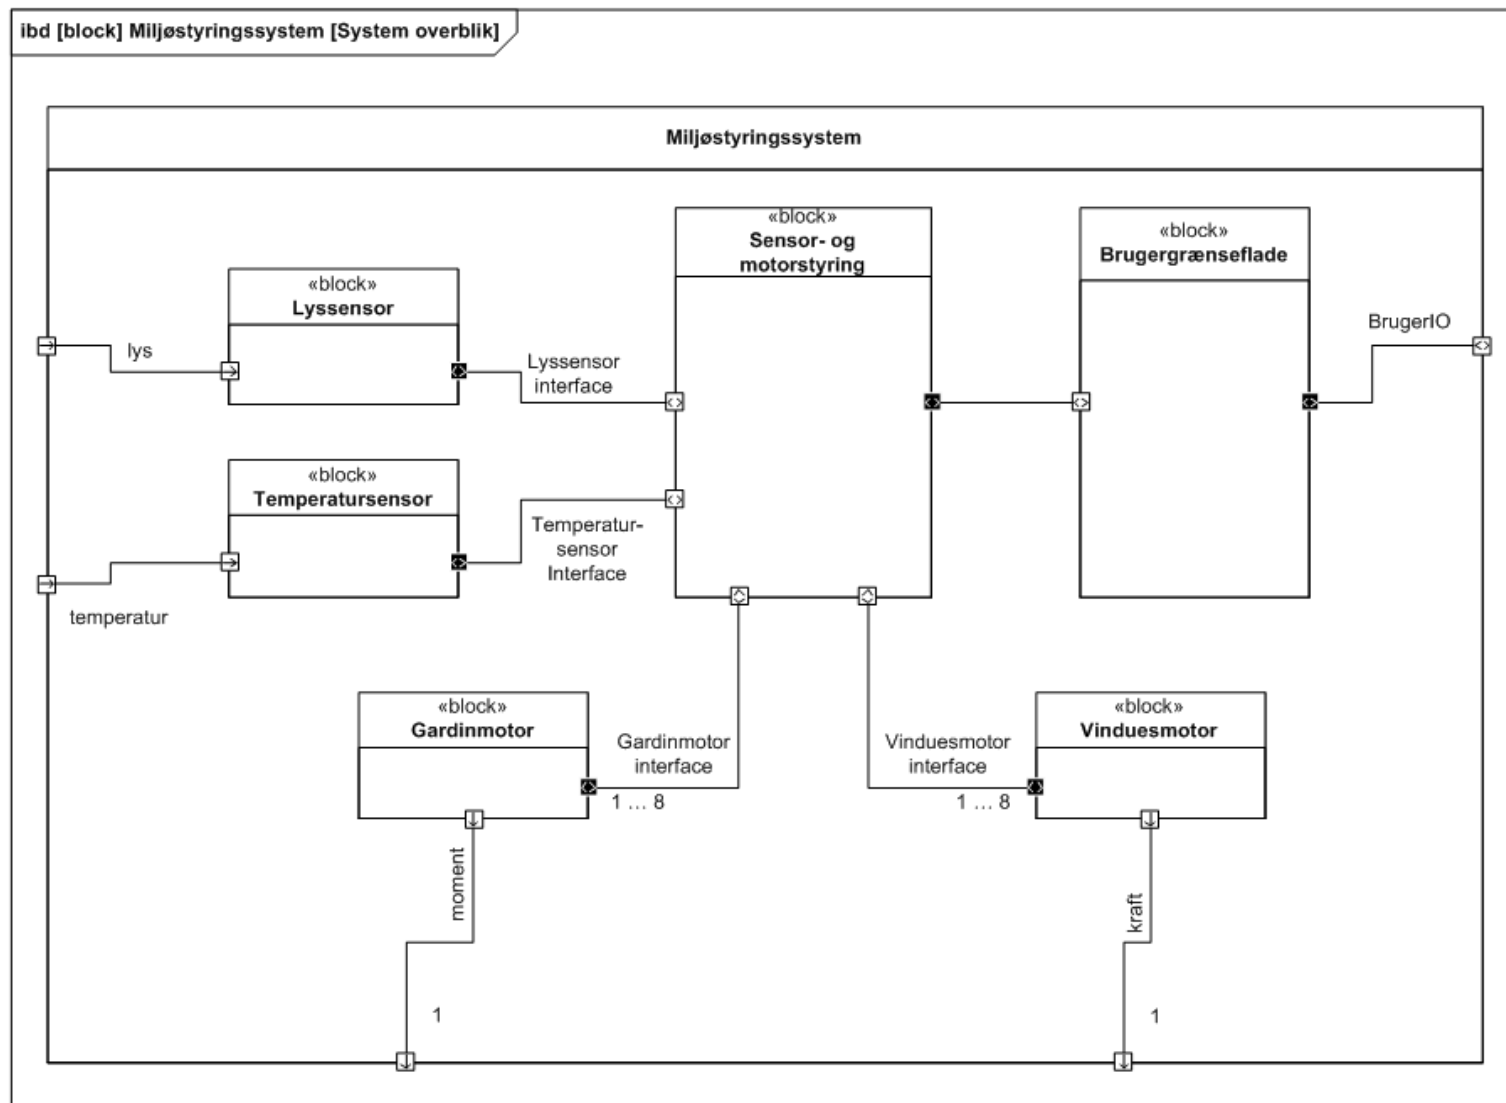 ibd [block] Miljøstyringssystem [System overblik]
Miljøstyringssystem
«block»
Sensor- og
motorstyring
«block»
Brugergrænseflade
«block»
Lyssensor
BrugerIO
lys
Lyssensor
interface
«block»
Temperatursensor
Temperatur-
sensor
Interface
temperatur
«block»
Gardinmotor
Gardinmotor
interface
1 ... 8
Vinduesmotor
interface
1 ... 8
«block»
Vinduesmotor
moment
kraft
1
1